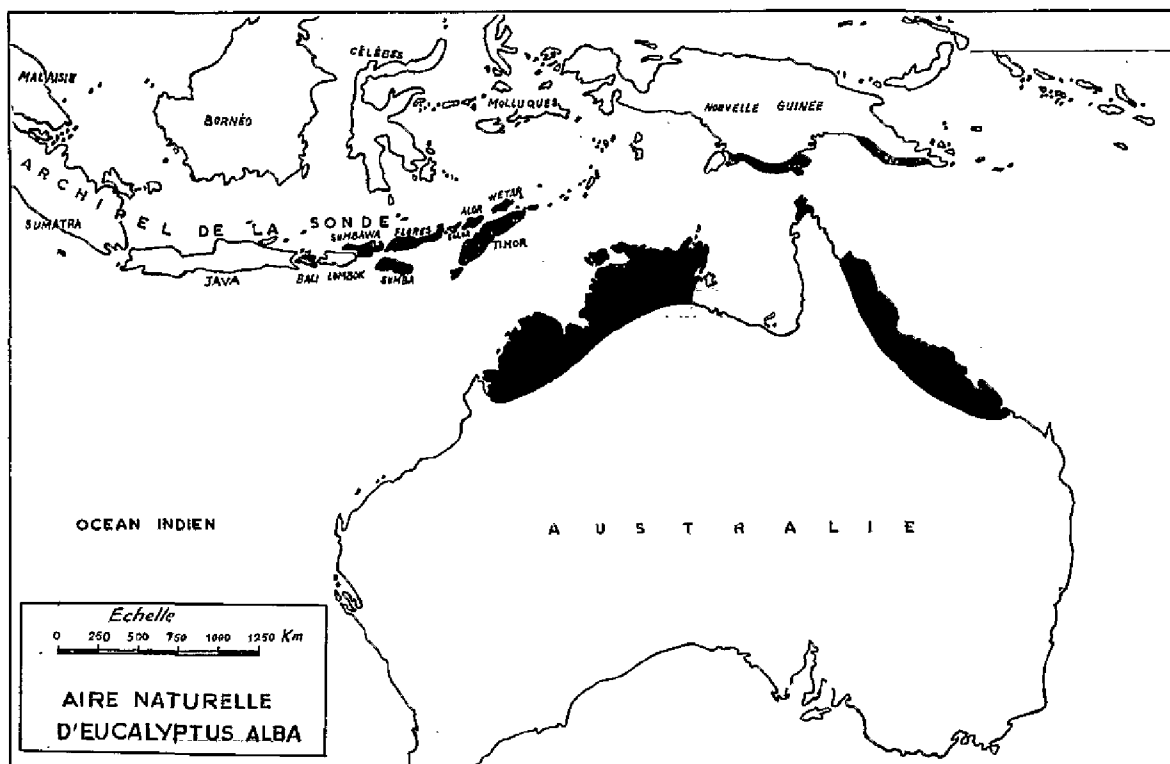 MALAISIE
BORNÉO
CÉLÈBES
MOLLUQUES
NOUVELLE GUINÉE
ARCHIPEL DE LA SONDE
SUMATRA
JAVA
BALI
LOMBOK
SUMBAWA
FLORES
SUMBA
ALOR
WETAR
TIMOR
OCEAN INDIEN
AUSTRALIE
Echelle
0 250 500 750 1000 1250 Km
AIRE NATURELLE
D'EUCALYPTUS ALBA